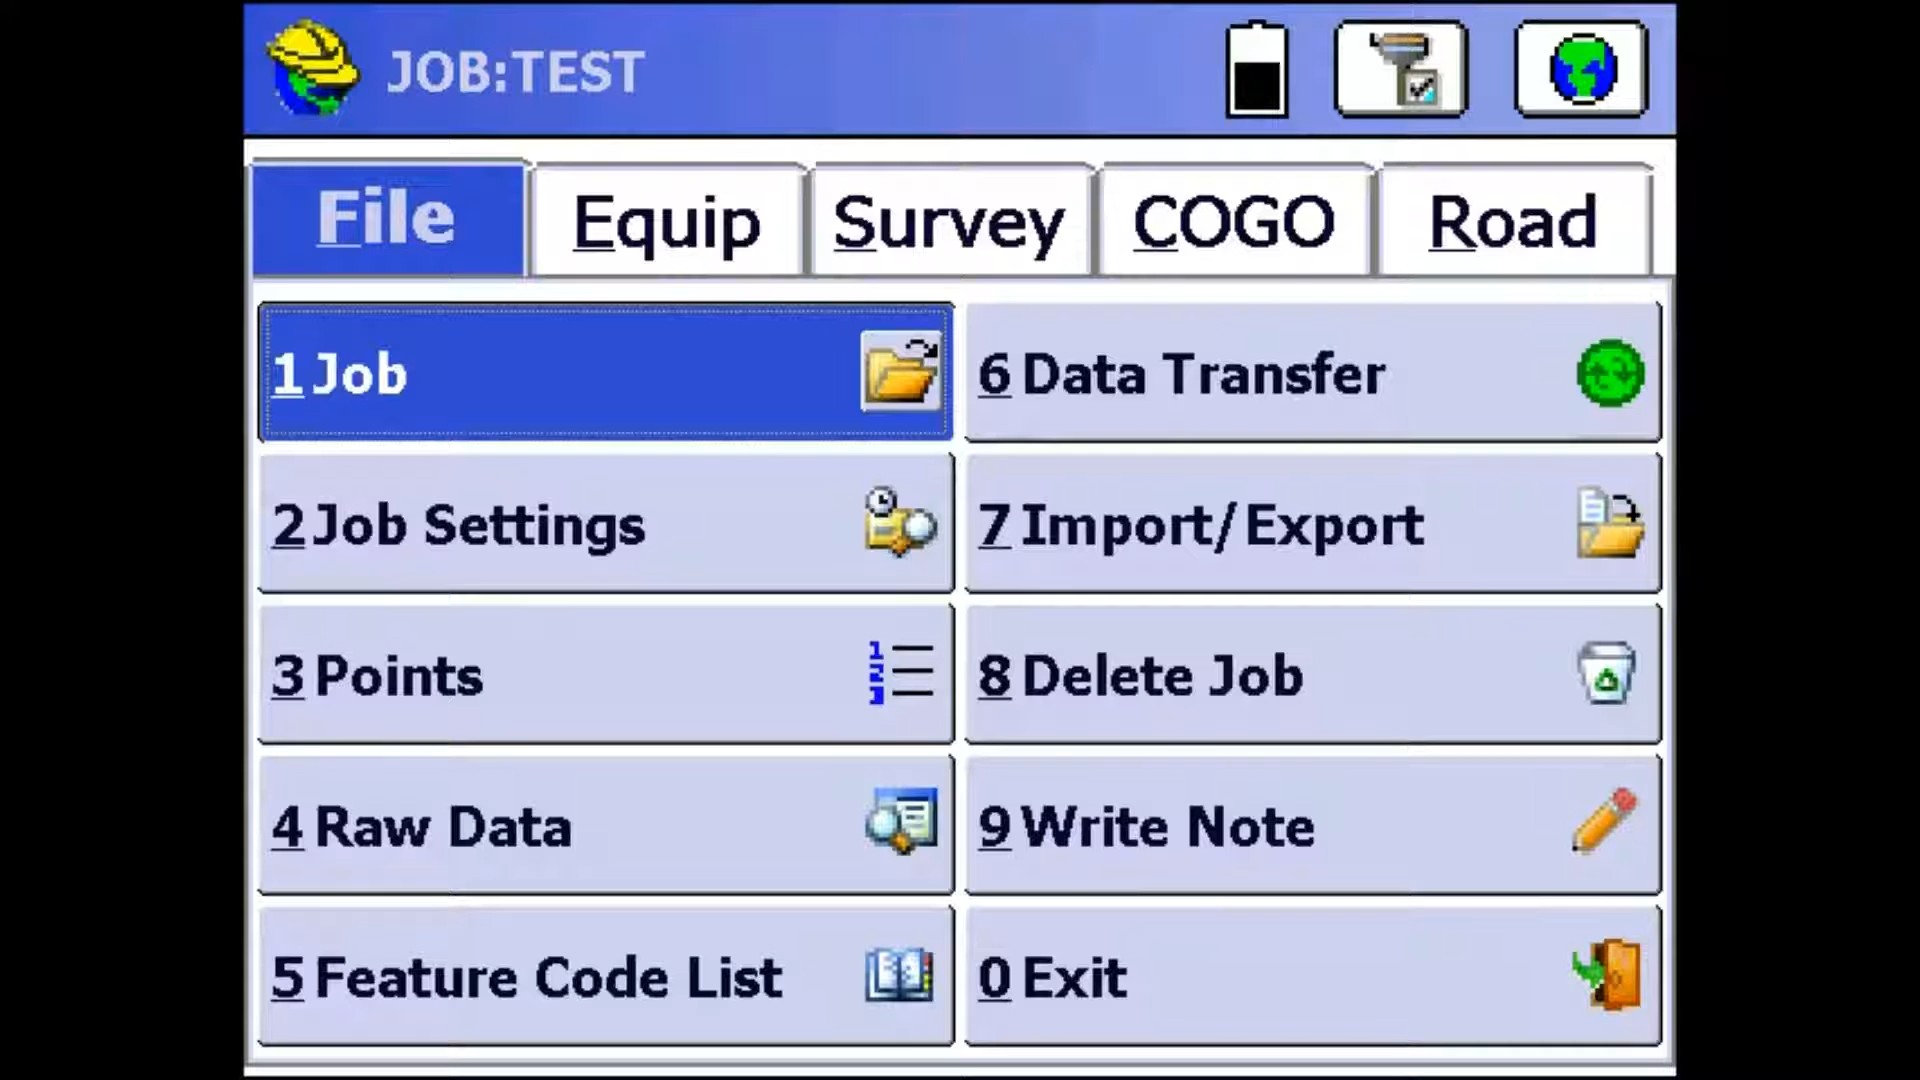 JOB:TEST
File Equip Survey COGO Road
1 Job
6 Data Transfer
2 Job Settings
7 Import/Export
3 Points
8 Delete Job
4 Raw Data
9 Write Note
5 Feature Code List
0 Exit